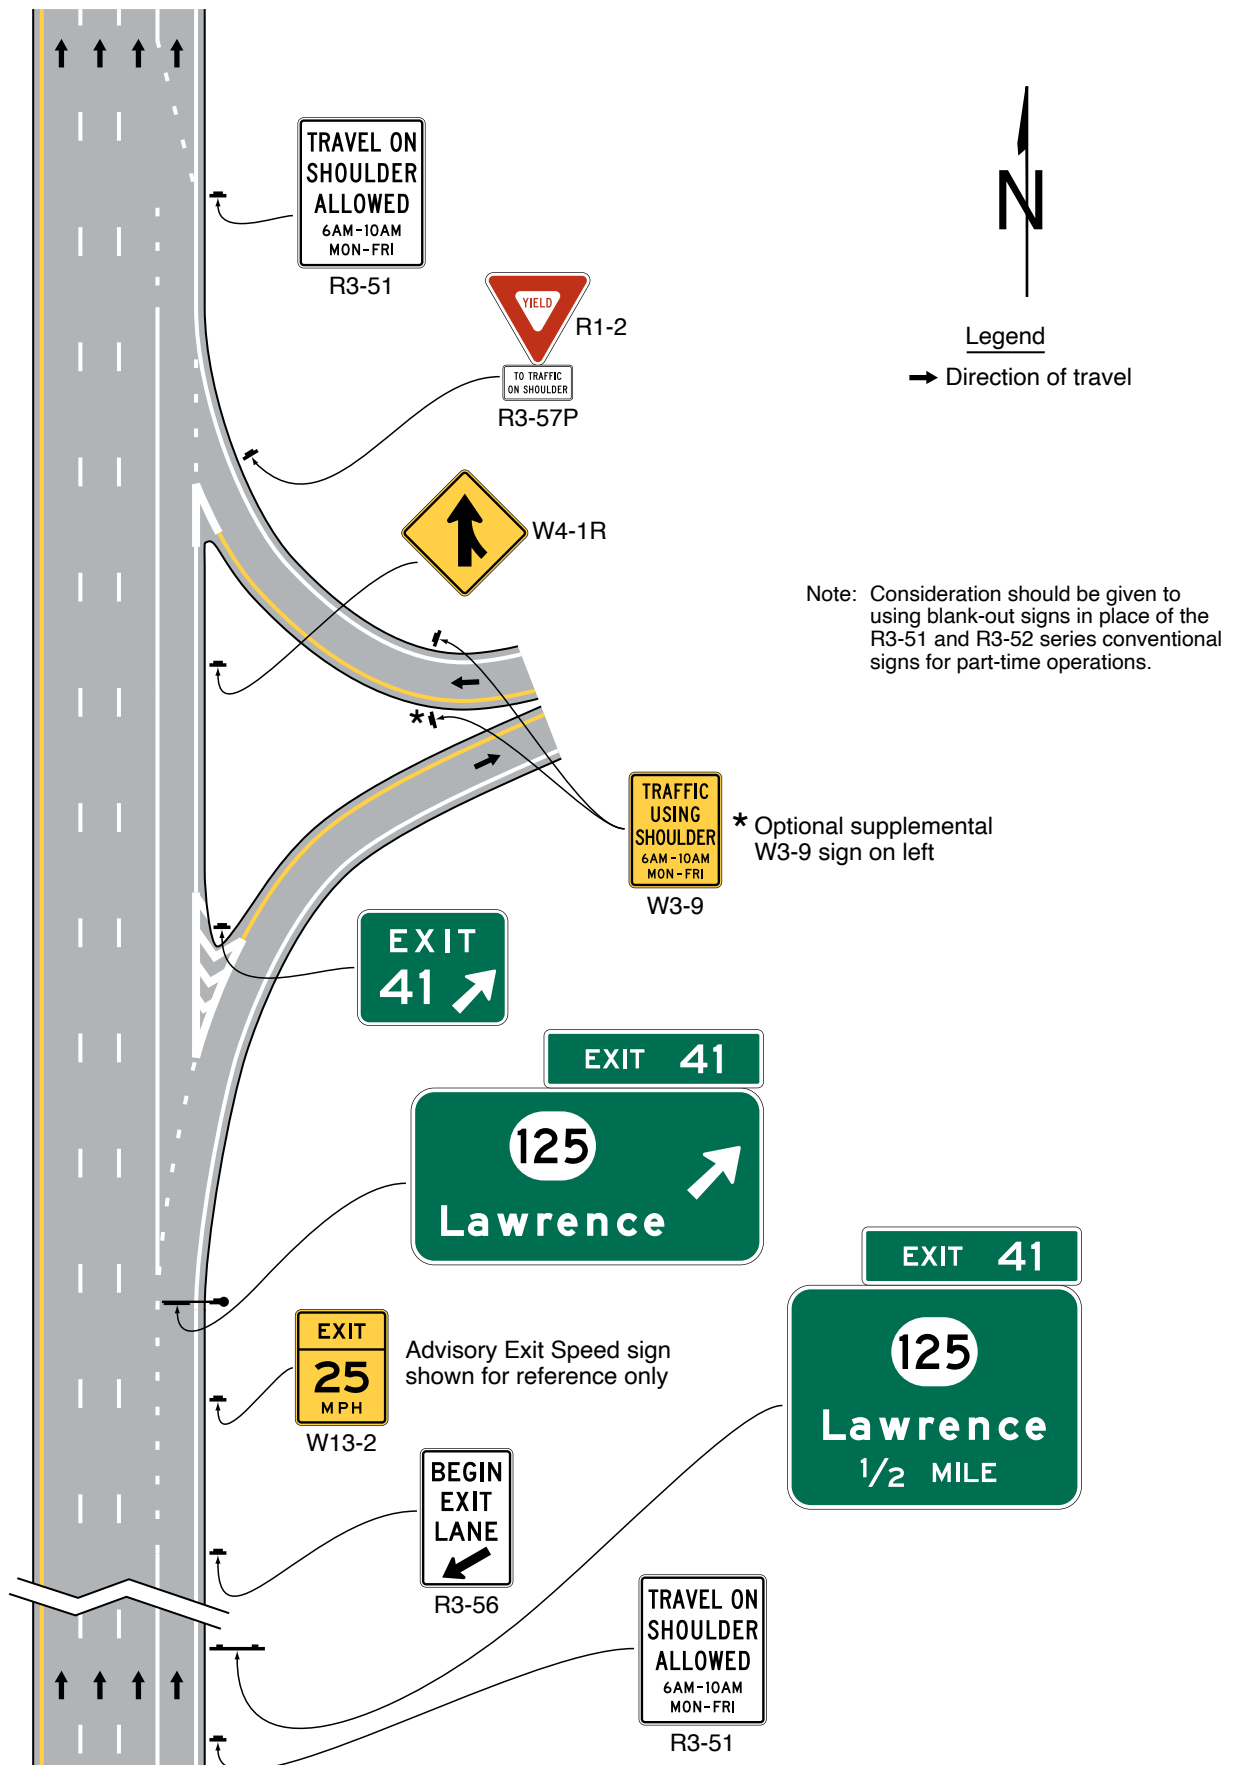 TRAVEL ON
SHOULDER
ALLOWED
6AM-10AM
MON-FRI
R3-51
N
Legend
Direction of travel
YIELD
R1-2
TO TRAFFIC
ON SHOULDER
R3-57P
W4-1R
Note: Consideration should be given to
using blank-out signs in place of the
R3-51 and R3-52 series conventional
signs for part-time operations.
*
TRAFFIC
USING
SHOULDER
6AM-10AM
MON-FRI
W3-9
* Optional supplemental
W3-9 sign on left
EXIT
41
EXIT 41
125
Lawrence
EXIT 41
125
Lawrence
1/2 MILE
EXIT
25
MPH
W13-2
Advisory Exit Speed sign
shown for reference only
BEGIN
EXIT
LANE
R3-56
TRAVEL ON
SHOULDER
ALLOWED
6AM-10AM
MON-FRI
R3-51